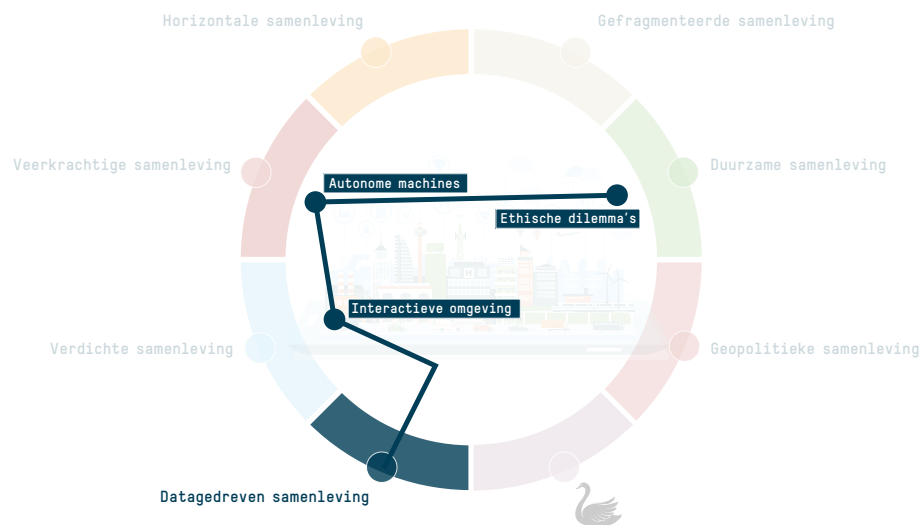 Horizontale samenleving
Gefragmenteerde samenleving
Veerkrachtige samenleving
Duurzame samenleving
Autonome machines
Ethische dilemma's
Interactieve omgeving
Verdichte samenleving
Geopolitieke samenleving
Datagedreven samenleving